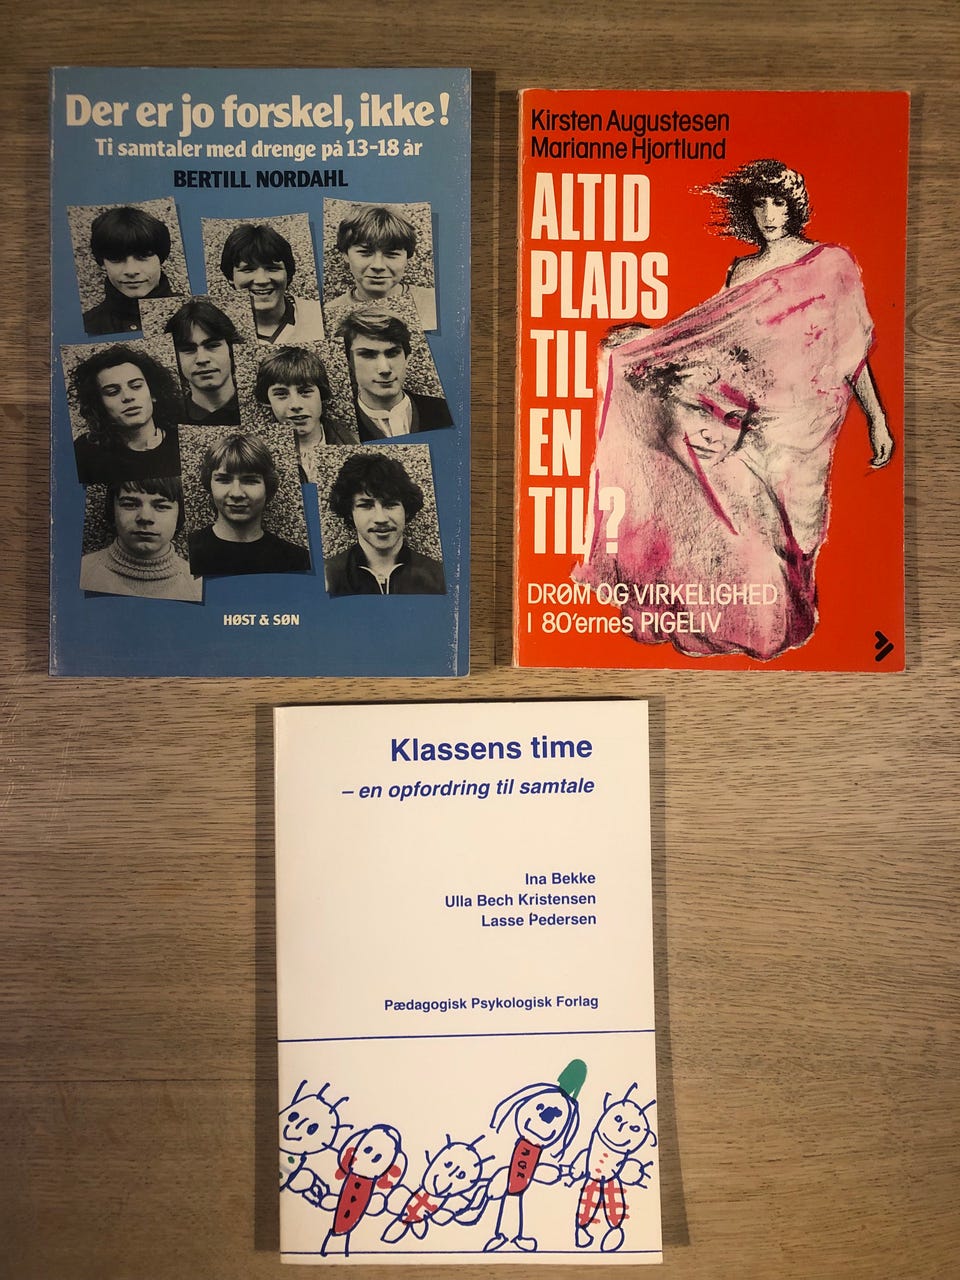 Der er jo forskel, ikke!
Ti samtaler med drenge på 13-18 år
BERTILL NORDAHL
HØST & SØN
Kirsten Augustesen
Marianne Hjortlund
ALTID
PLADS
TIL
EN
TIL?
DRØM OG VIRKELIGHED
I 80'ernes PIGELIV
Klassens time
– en opfordring til samtale
Ina Bekke
Ulla Bech Kristensen
Lasse Pedersen
Pædagogisk Psykologisk Forlag